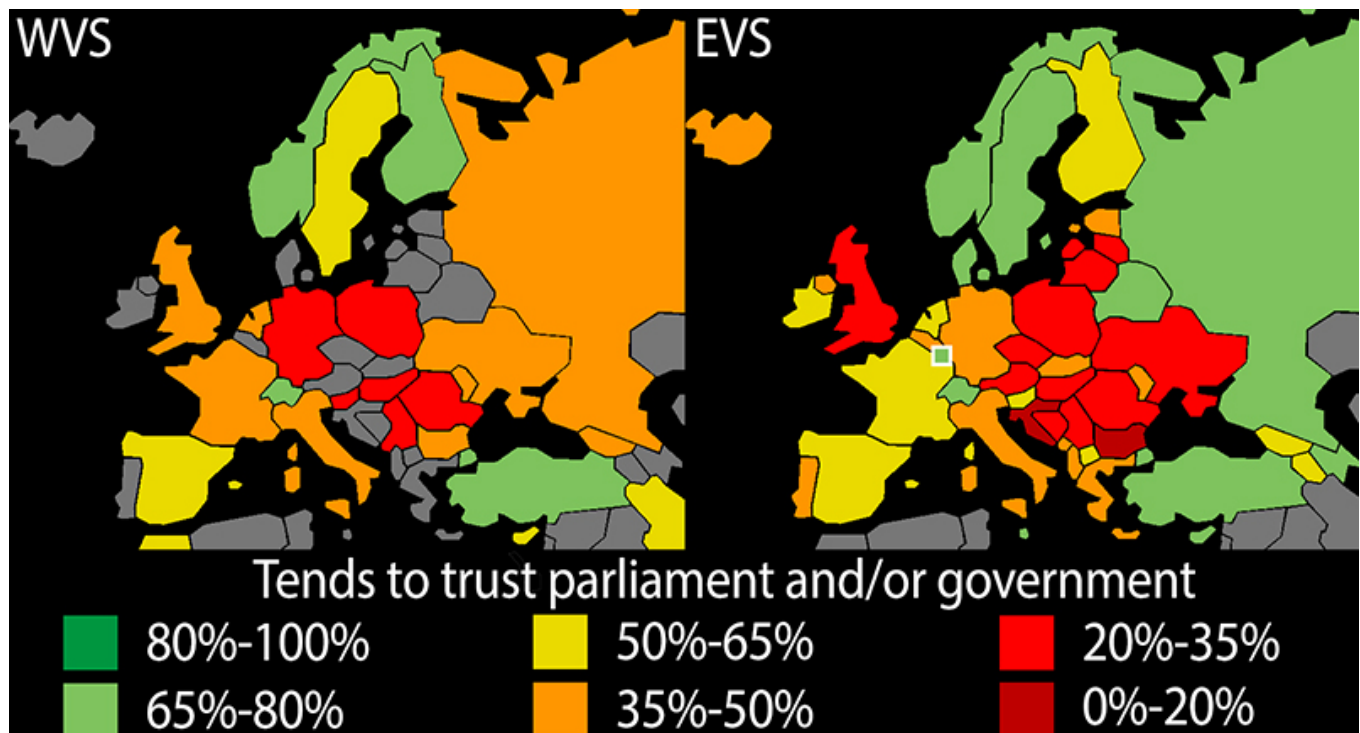 WVS
EVS
Tends to trust parliament and/or government
80%-100%
50%-65%
20%-35%
65%-80%
35%-50%
0%-20%